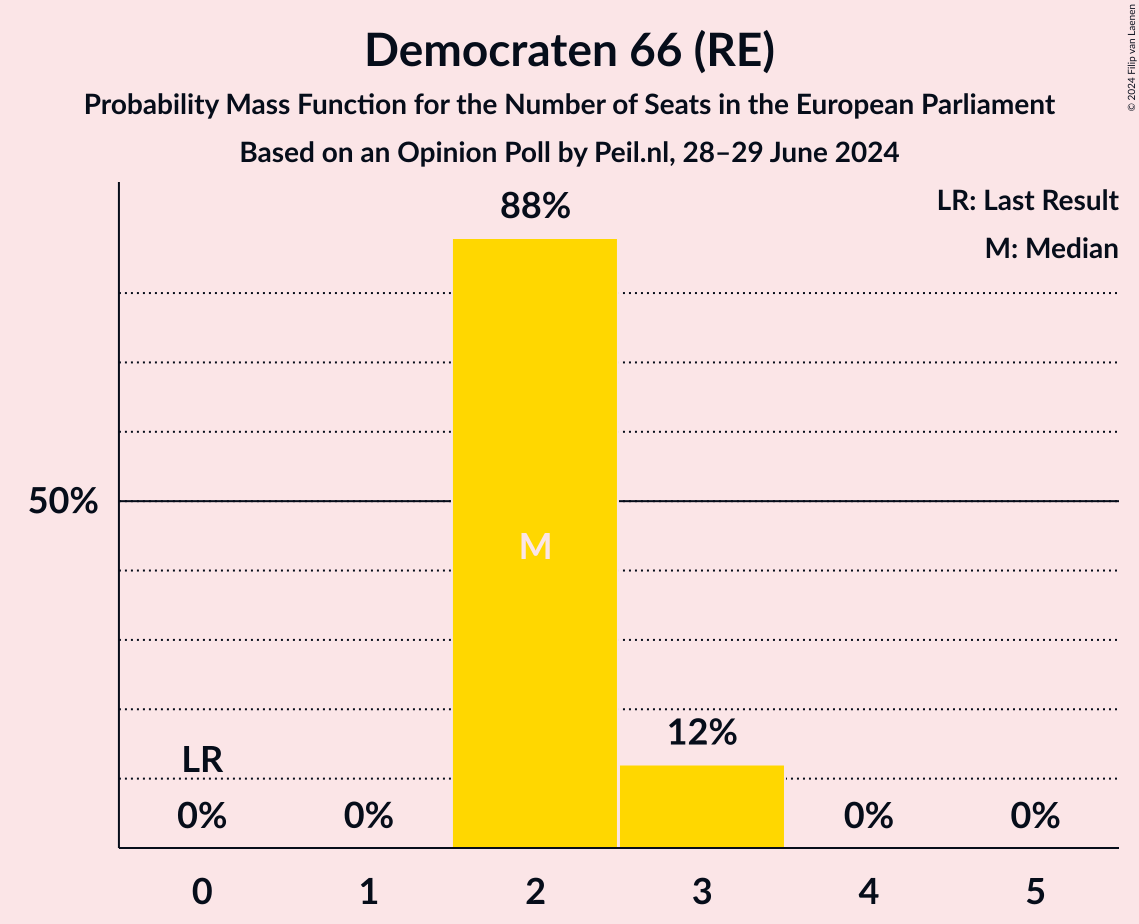 Democraten 66 (RE)
Probability Mass Function for the Number of Seats in the European Parliament
Based on an Opinion Poll by Peil.nl, 28–29 June 2024
© 2024 Filip van Laenen
LR: Last Result
M: Median
88%
50%
M
12%
LR
0%
0%
0%
0%
0
1
2
3
4
5